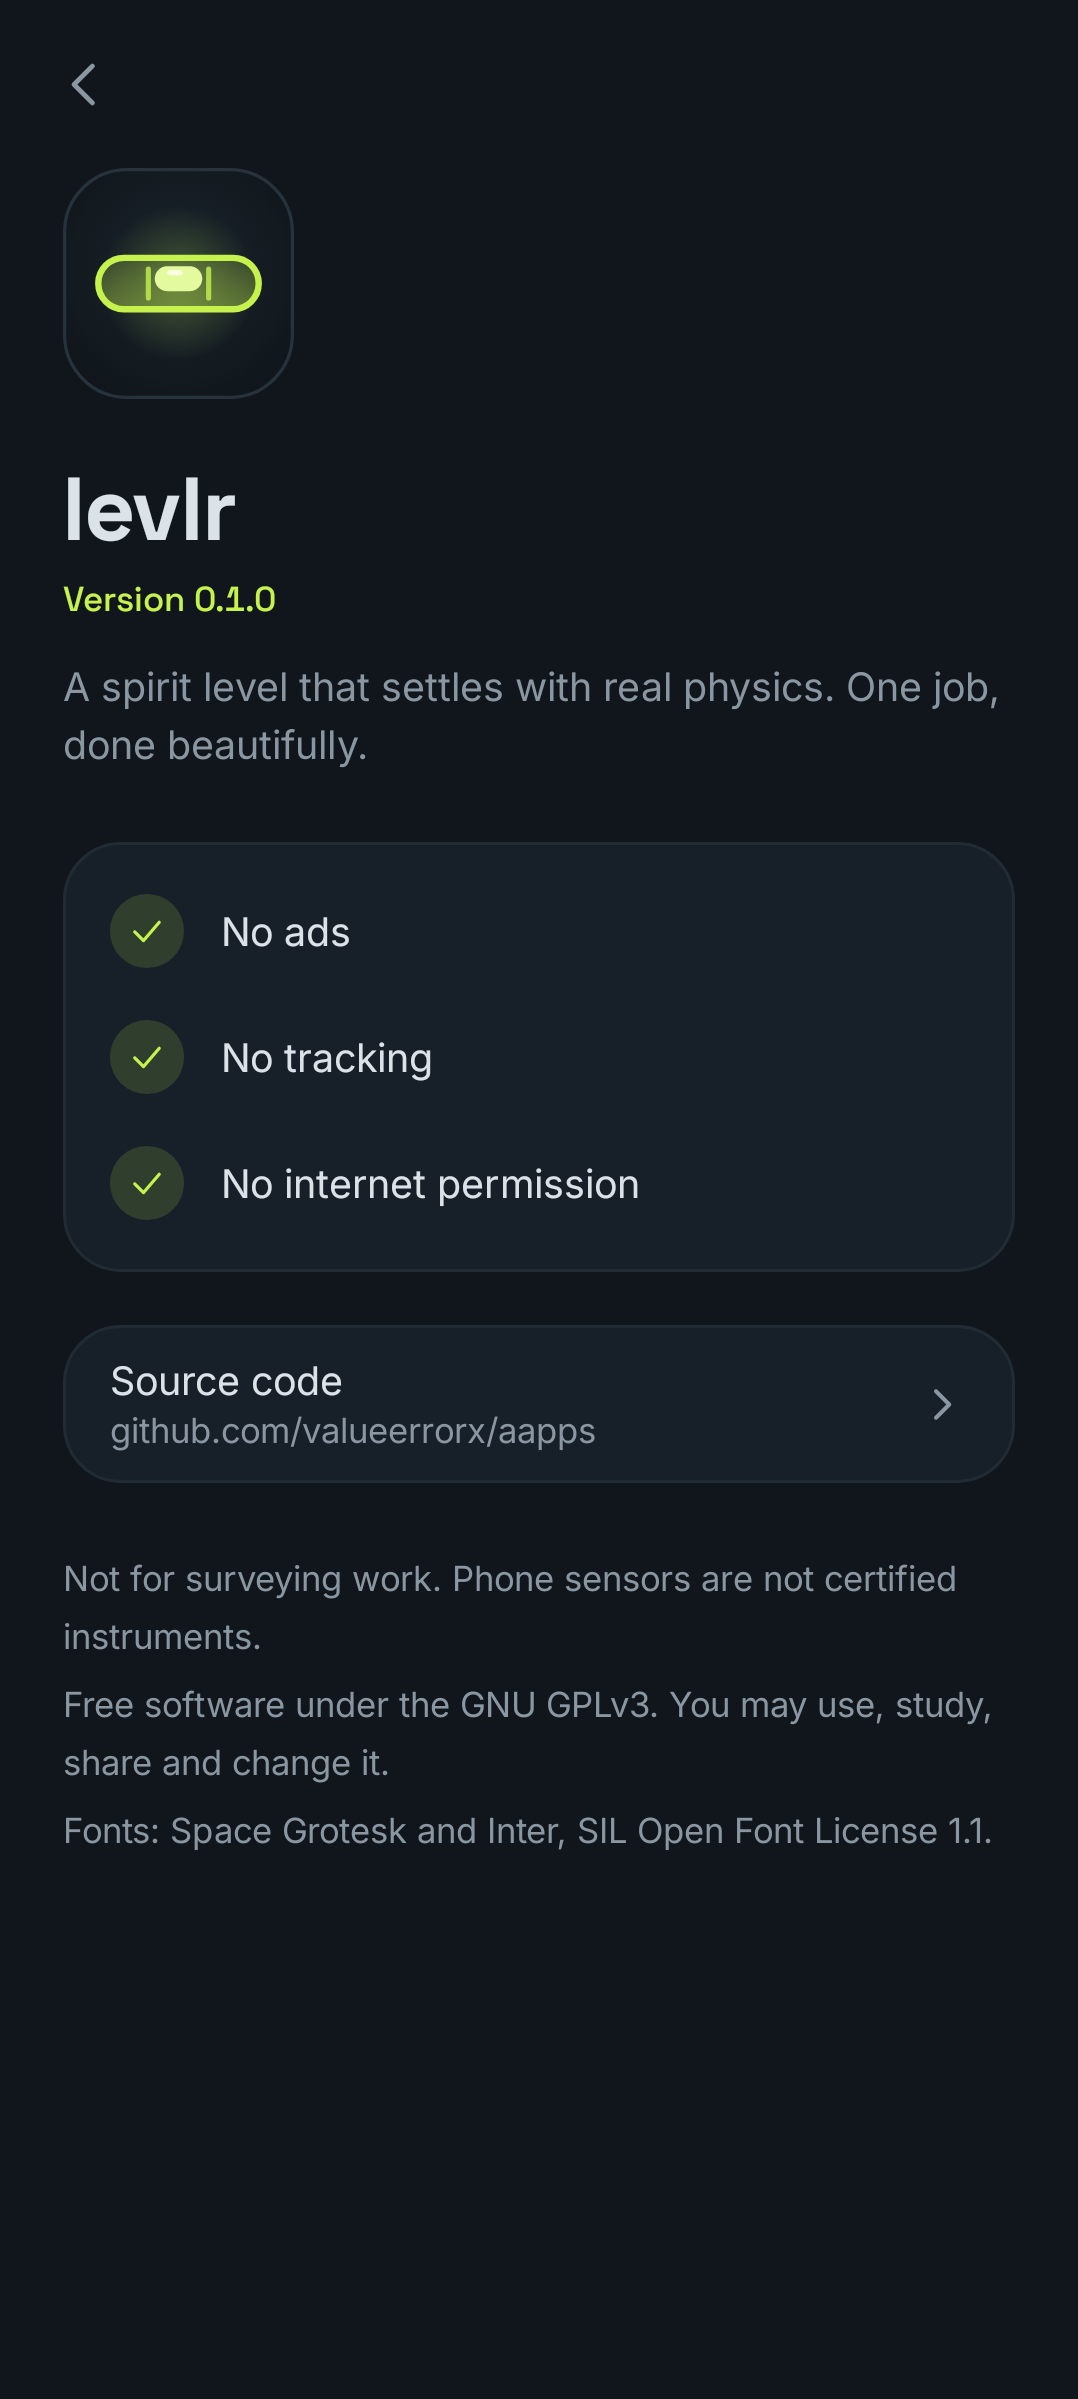 levlr
Version 0.1.0
A spirit level that settles with real physics. One job,
done beautifully.
No ads
No tracking
No internet permission
Source code
github.com/valueerrorx/aapps
Not for surveying work. Phone sensors are not certified
instruments.
Free software under the GNU GPLv3. You may use, study,
share and change it.
Fonts: Space Grotesk and Inter, SIL Open Font License 1.1.